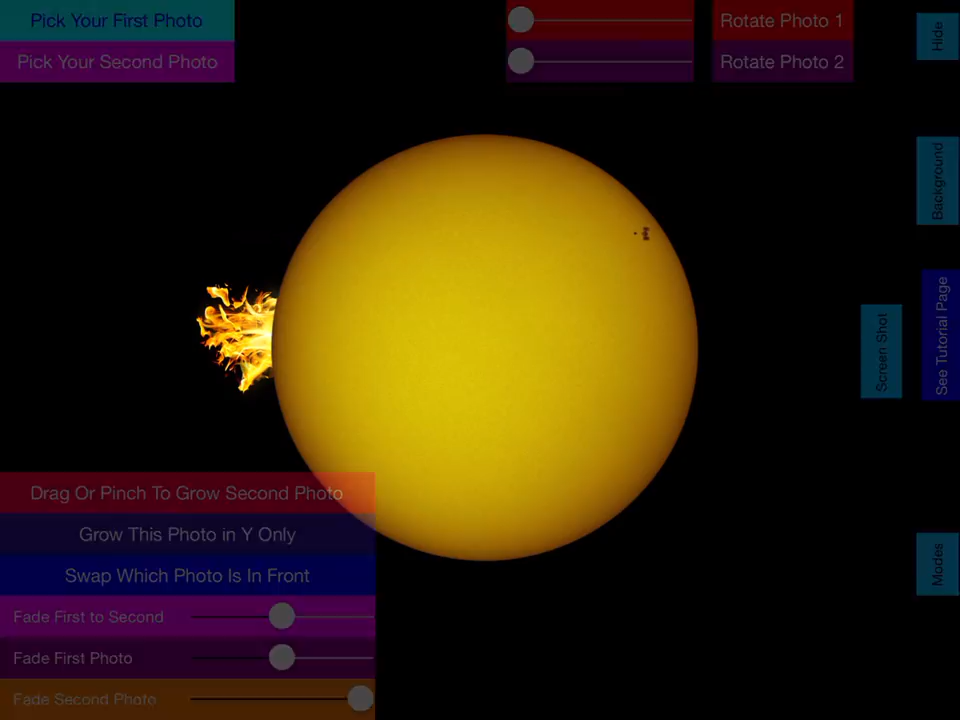 Pick Your First Photo
Pick Your Second Photo
Rotate Photo 1
Rotate Photo 2
Hide
Background
See Tutorial Page
Screen Shot
Modes
Drag Or Pinch To Grow Second Photo
Grow This Photo in Y Only
Swap Which Photo Is In Front
Fade First to Second
Fade First Photo
Fade Second Photo